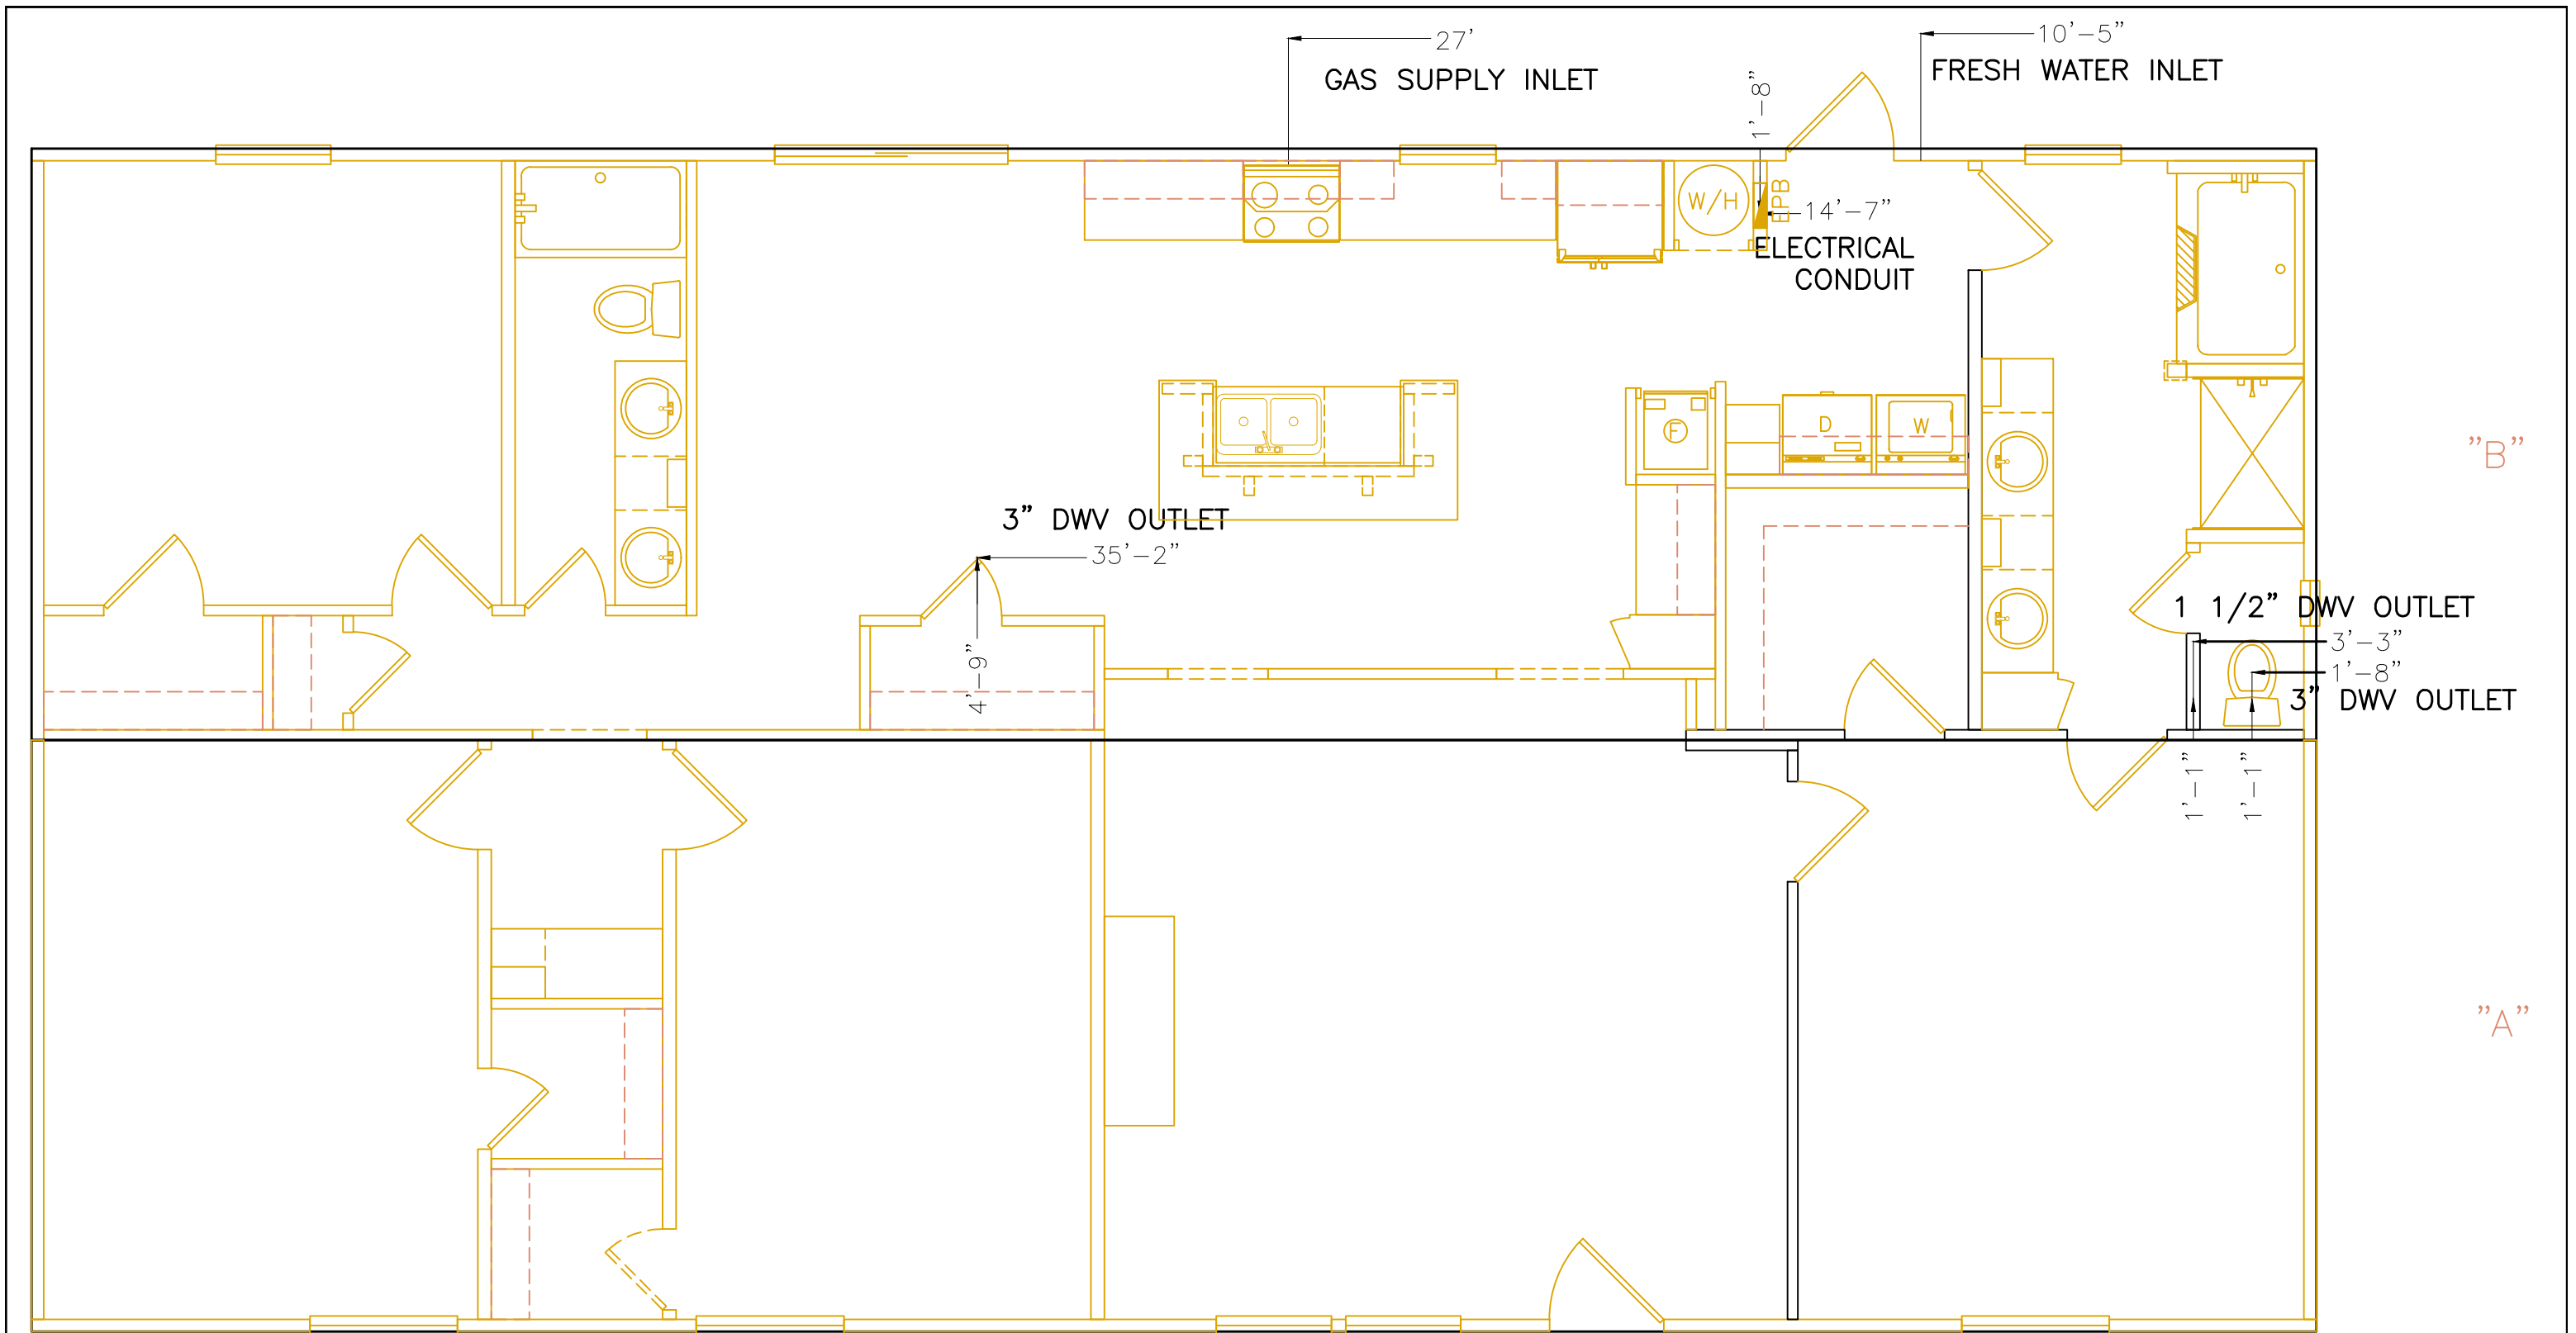 27'
10'-5"
GAS SUPPLY INLET
FRESH WATER INLET
1'-8"
W/H
EPB
14'-7"
ELECTRICAL
CONDUIT
F
D
W
"B"
3" DWV OUTLET
35'-2"
4'-9"
1 1/2" DWV OUTLET
3'-3"
1'-8"
3" DWV OUTLET
1'-1"
1'-1"
"A"